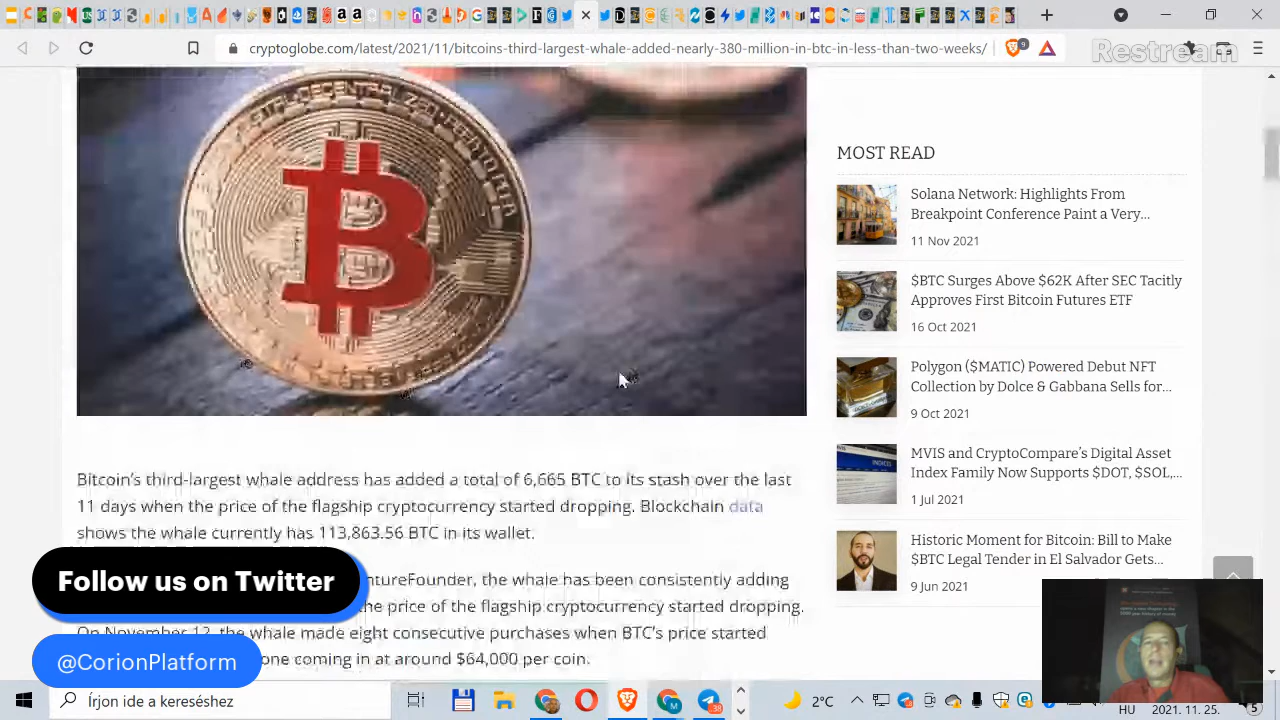 cryptoglobe.com/latest/2021/11/bitcoins-third-largest-whale-added-nearly-380-million-in-btc-in-less-than-two-weeks/
9
Restream
MOST READ
Solana Network: Highlights From
Breakpoint Conference Paint a Very...
11 Nov 2021
$BTC Surges Above $62K After SEC Tacitly
Approves First Bitcoin Futures ETF
16 Oct 2021
Polygon ($MATIC) Powered Debut NFT
Collection by Dolce & Gabbana Sells for...
9 Oct 2021
MVIS and CryptoCompare's Digital Asset
Index Family Now Supports $DOT, $SOL,...
1 Jul 2021
Historic Moment for Bitcoin: Bill to Make
$BTC Legal Tender in El Salvador Gets...
9 Jun 2021
Bitcoin's third-largest whale address has added a total of 6,665 BTC to its stash over the last
11 days when the price of the flagship cryptocurrency started dropping. Blockchain data
shows the whale currently has 113,863.56 BTC in its wallet.
ntureFounder, the whale has been consistently adding
the price of the flagship cryptocurrency started dropping.
On November 12, the whale made eight consecutive purchases when BTC's price started
one coming in at around $64,000 per coin.
Follow us on Twitter
@CorionPlatform
Írjon ide a kereséshez
38
2°C
HU
2021. 11. 25.